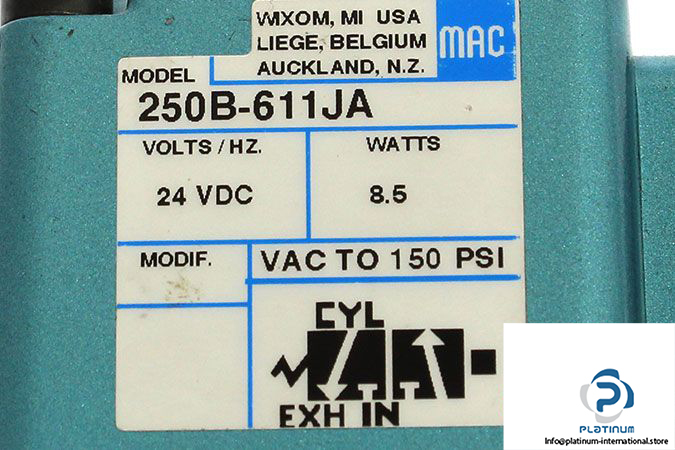 WIXOM, MI USA
LIEGE, BELGIUM
AUCKLAND, N.Z.
MAC
MODEL
250B-611JA
VOLTS / HZ.
WATTS
24 VDC
8.5
MODIF.
VAC TO 150 PSI
CYL
EXH IN
PLATINUM
Info@platinum-international.store